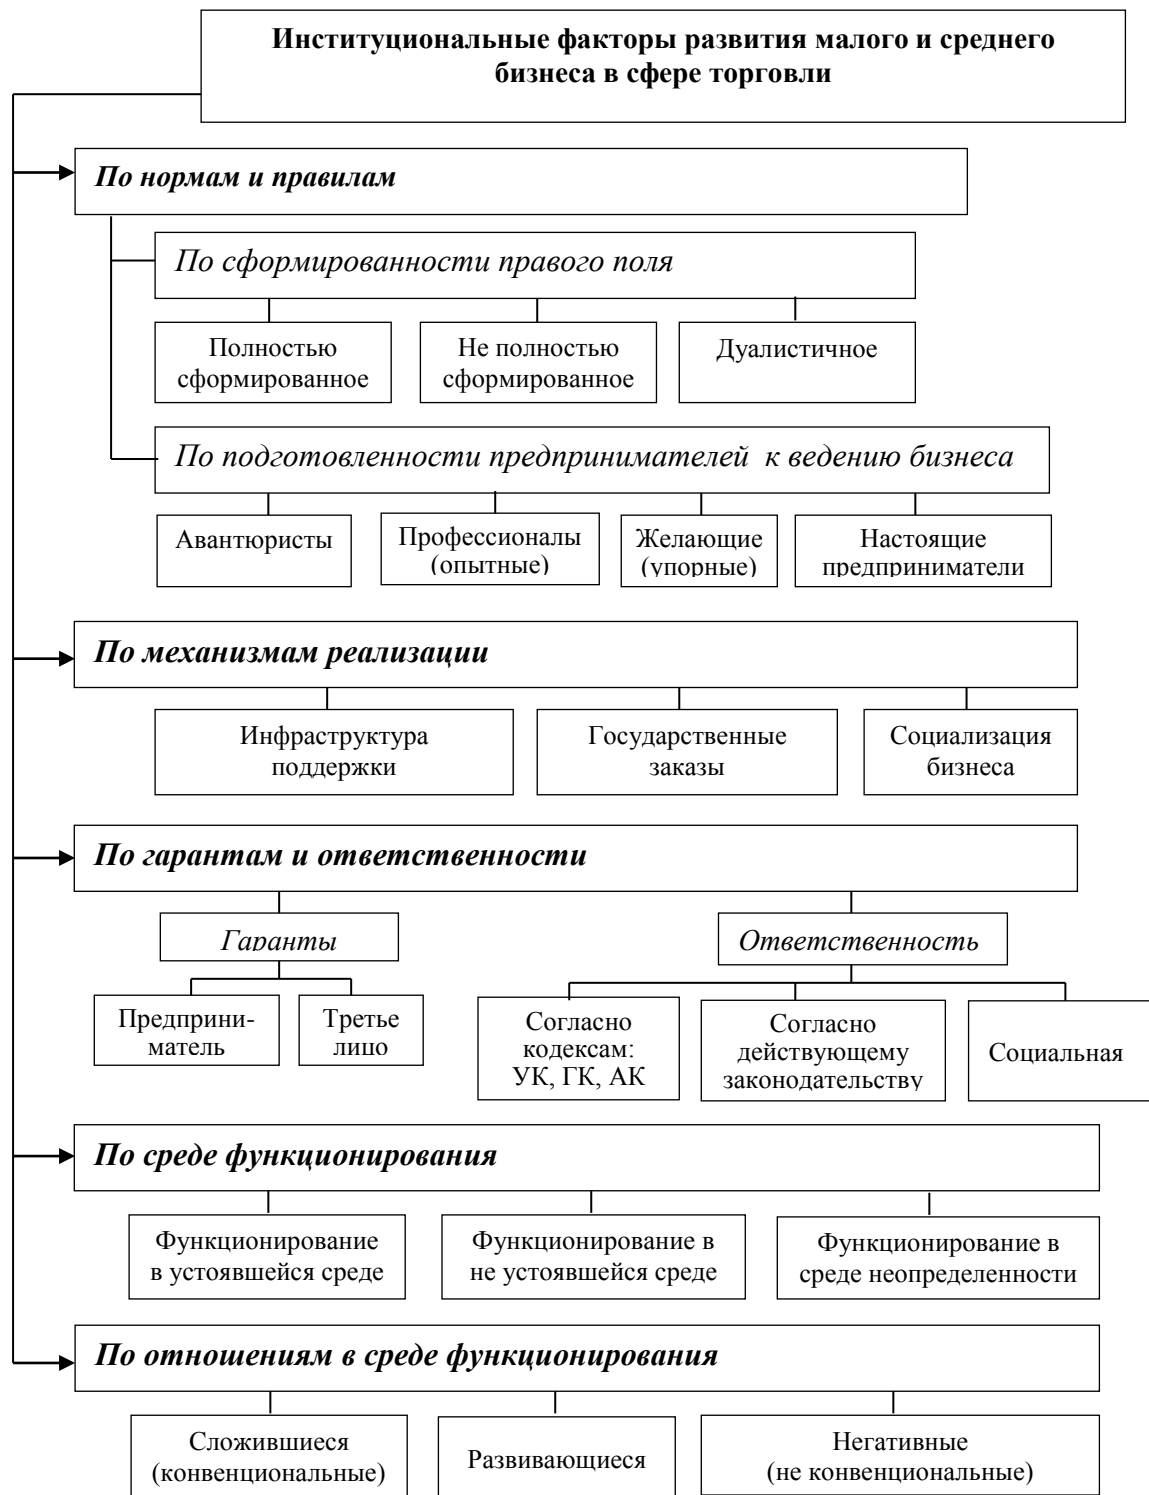 Институциональные факторы развития малого и среднего
бизнеса в сфере торговли
По нормам и правилам
По сформированности правого поля
Полностью
сформированное
Не полностью
сформированное
Дуалистичное
По подготовленности предпринимателей к ведению бизнеса
Авантюристы
Профессионалы
(опытные)
Желающие
(упорные)
Настоящие
предприниматели
По механизмам реализации
Инфраструктура
поддержки
Государственные
заказы
Социализация
бизнеса
По гарантам и ответственности
Гаранты
Ответственность
Предприни-
матель
Третье
лицо
Согласно
кодексам:
УК, ГК, АК
Согласно
действующему
законодательству
Социальная
По среде функционирования
Функционирование
в устоявшейся среде
Функционирование в
не устоявшейся среде
Функционирование в
среде неопределенности
По отношениям в среде функционирования
Сложившиеся
(конвенциональные)
Развивающиеся
Негативные
(не конвенциональные)